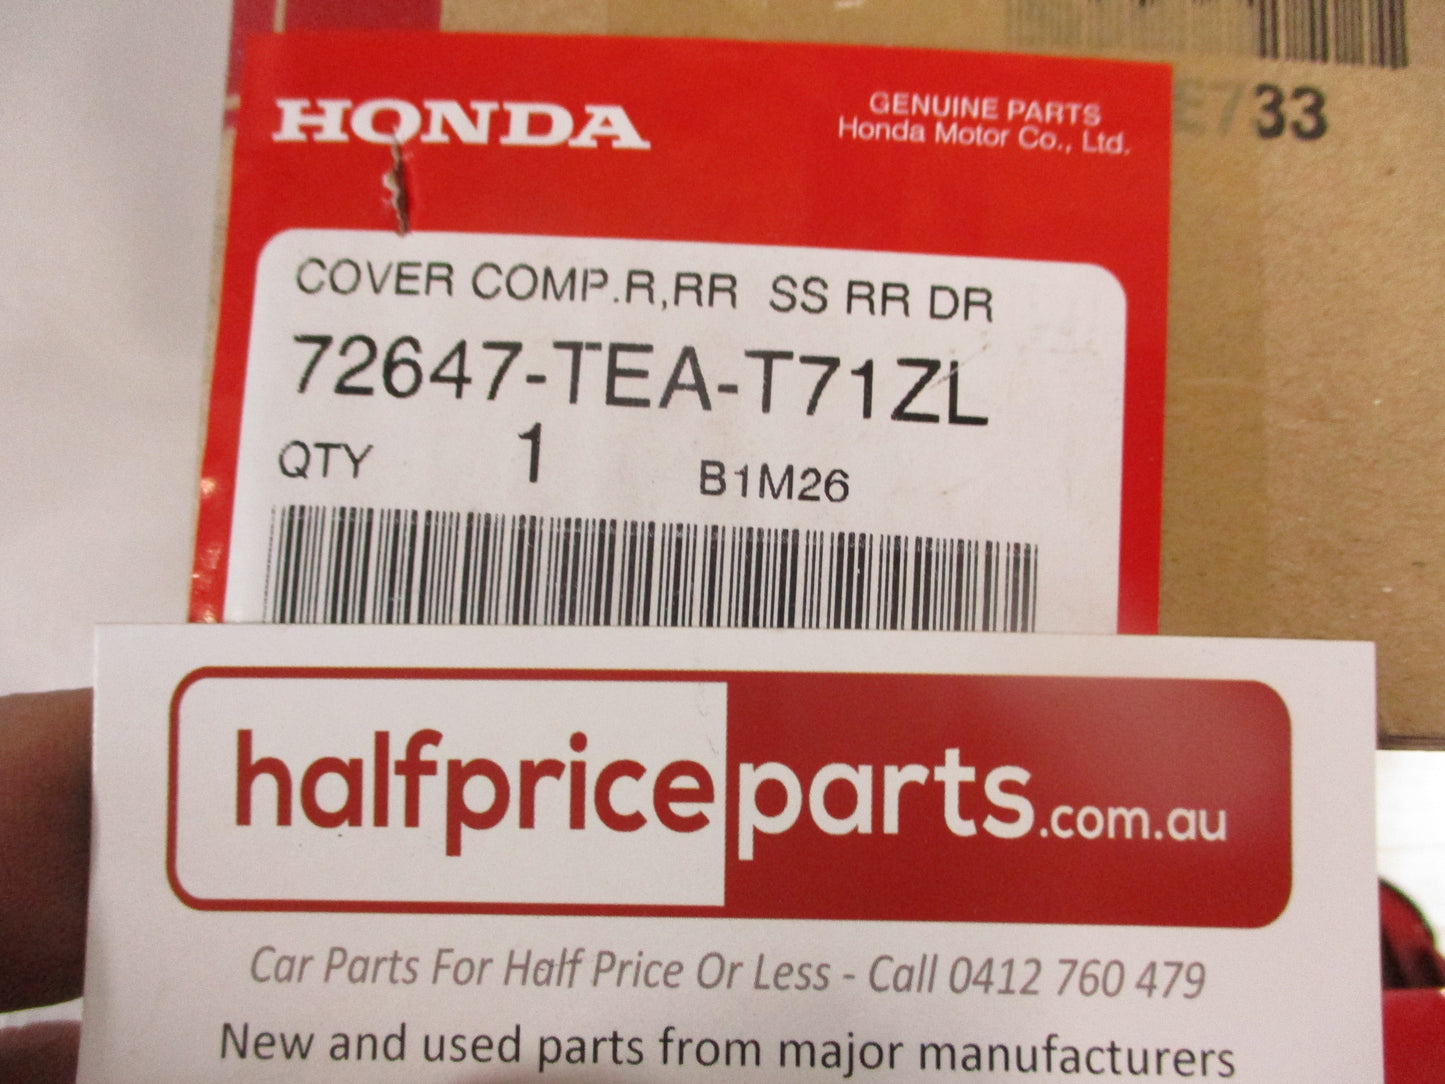 HONDA
GENUINE PARTS
Honda Motor Co., Ltd.
E733
COVER COMP.R,RR SS RR DR
72647-TEA-T71ZL
QTY 1 B1M26
halfpriceparts.com.au
Car Parts For Half Price Or Less - Call 0412 760 479
New and used parts from major manufacturers